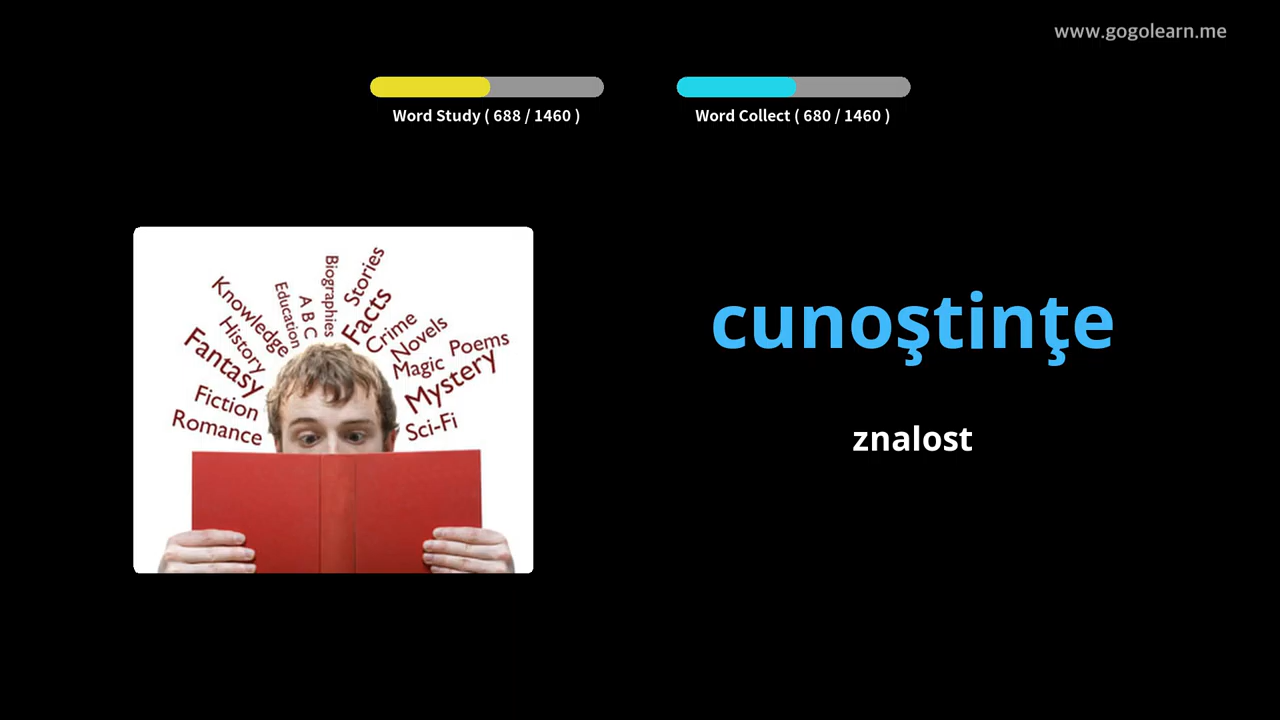 www.gogolearn.me
Word Study ( 688 / 1460 )
Word Collect ( 680 / 1460 )
Knowledge
History
Fantasy
Fiction
Romance
Education
A B C
Biographies
Stories
Facts
Crime
Novels
Magic
Poems
Mystery
Sci-Fi
cunoştinţe
znalost